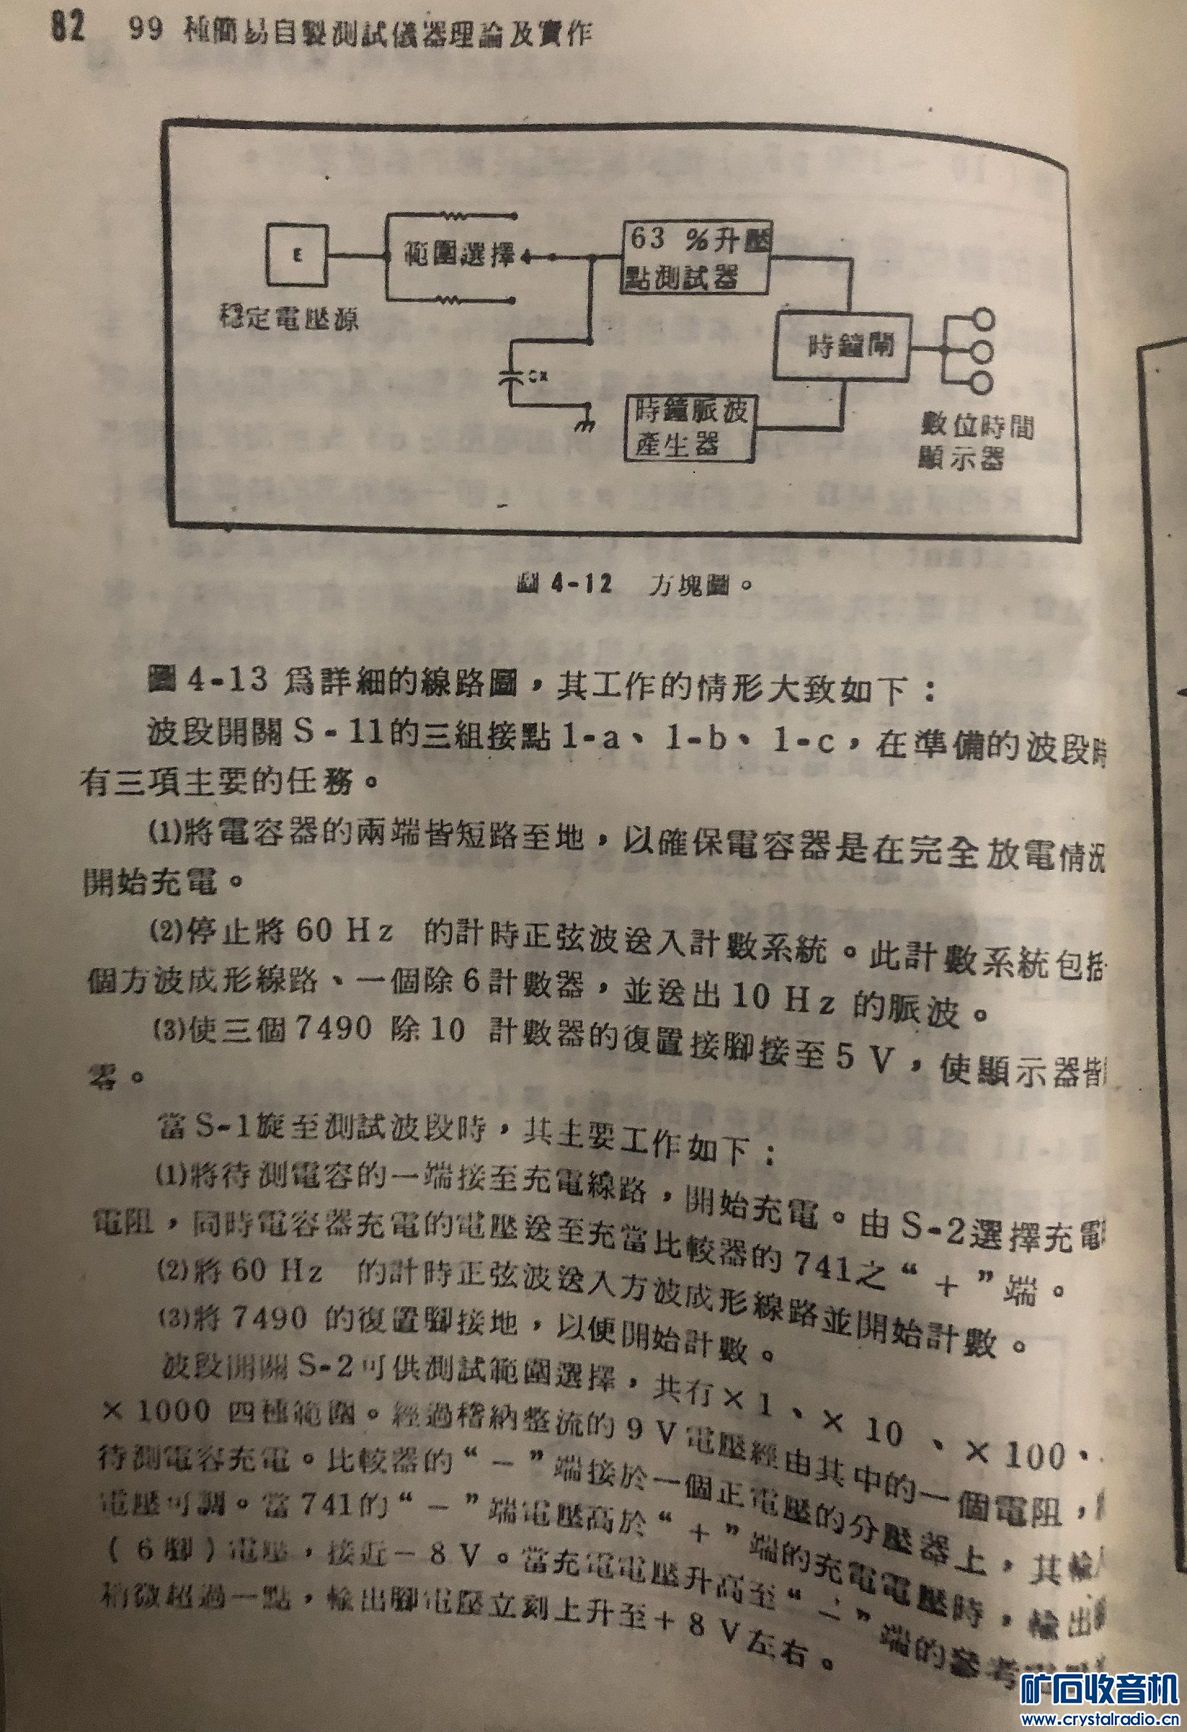 82 99 種簡易自製測試儀器理論及實作
E
穩定電壓源
範圍選擇
63 %升壓
點測試器
Cx
時鐘閘
時鐘脈波
產生器
數位時間
顯示器
圖 4-12 方塊圖。
圖 4-13 爲詳細的線路圖，其工作的情形大致如下：
波段開關 S-11的三組接點 1-a、1-b、1-c，在準備的波段時
有三項主要的任務。
(1)將電容器的兩端皆短路至地，以確保電容器是在完全放電情況
開始充電。
(2)停止將 60 Hz 的計時正弦波送入計數系統。此計數系統包括
個方波成形線路、一個除 6 計數器，並送出 10 Hz 的脈波。
(3)使三個 7490 除 10 計數器的復置接腳接至 5 V，使顯示器皆
零。
當 S-1旋至測試波段時，其主要工作如下：
(1)將待測電容的一端接至充電線路，開始充電。由 S-2選擇充電
電阻，同時電容器充電的電壓送至充當比較器的 741之“+”端。
(2)將 60 Hz 的計時正弦波送入方波成形線路並開始計數。
(3)將 7490 的復置腳接地，以便開始計數。
波段開關 S-2可供測試範圍選擇，共有×1、×10、×100、
×1000 四種範圍。經過稽納整流的 9 V 電壓經由其中的一個電阻，
待測電容充電。比較器的“－”端接於一個正電壓的分壓器上，其輸
電壓可調。當 741的“－”端電壓高於“+”端的充電電壓時，輸出
(6腳)電壓，接近－8 V。當充電電壓升高至“－”端的參考電
稍微超過一點，輸出腳電壓立刻上升至+8 V左右。
矿石收音机
www.crystalradio.cn